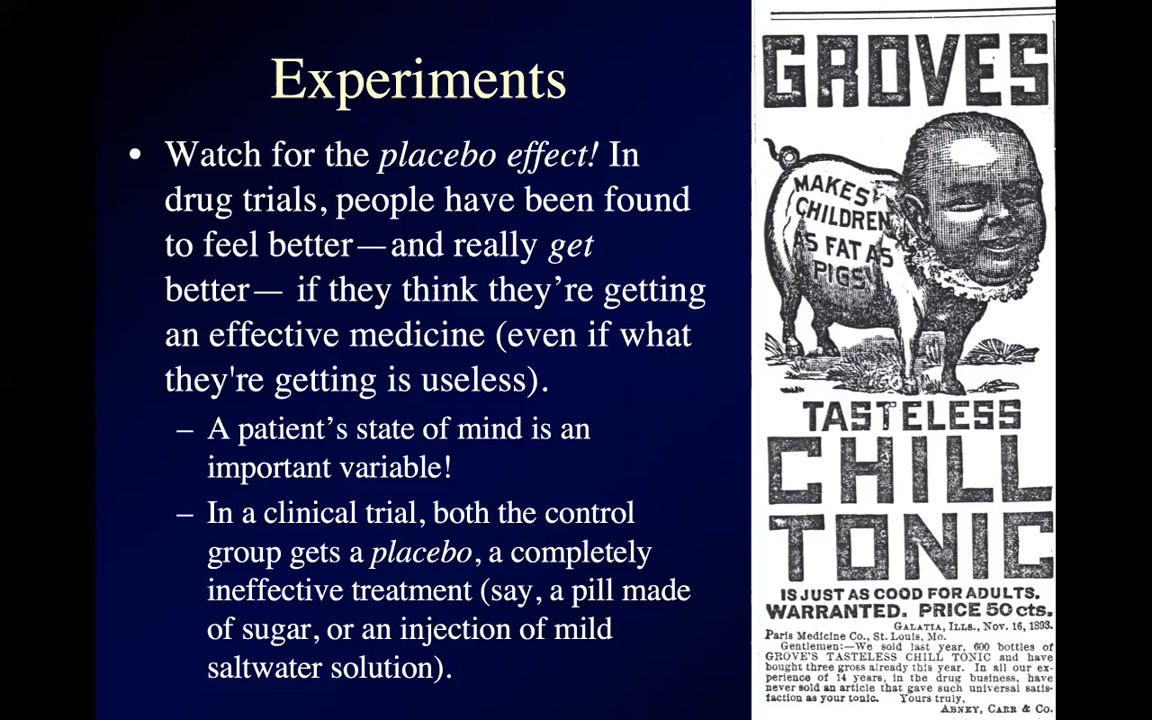 Experiments
• Watch for the placebo effect! In
drug trials, people have been found
to feel better—and really get
better— if they think they’re getting
an effective medicine (even if what
they're getting is useless).
– A patient’s state of mind is an
important variable!
– In a clinical trial, both the control
group gets a placebo, a completely
ineffective treatment (say, a pill made
of sugar, or an injection of mild
saltwater solution).
GROVES
MAKES
CHILDREN
AS FAT AS
PIGS
TASTELESS
CHILL
TONIC
IS JUST AS GOOD FOR ADULTS.
WARRANTED. PRICE 50 cts.
GALATIA, ILLS., NOV. 16, 1893.
Paris Medicine Co., St. Louis, Mo.
Gentlemen:—We sold last year, 600 bottles of
GROVE'S TASTELESS CHILL TONIC and have
bought three gross already this year. In all our ex-
perience of 14 years, in the drug business, have
never sold an article that gave such universal satis-
faction as your tonic. Yours truly,
ABNEY, CARR & CO.